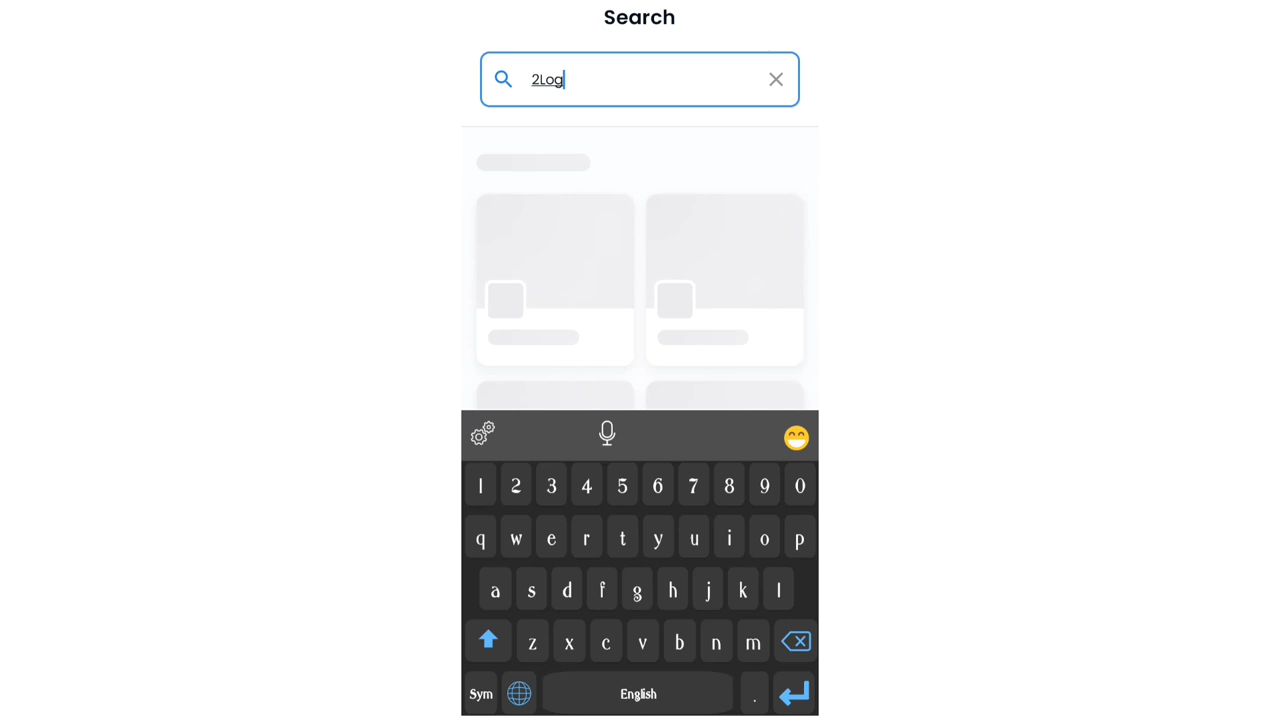 Search
2Log
1 2 3 4 5 6 7 8 9 0
q w e r t y u i o p
a s d f g h j k l
z x c v b n m
Sym English .